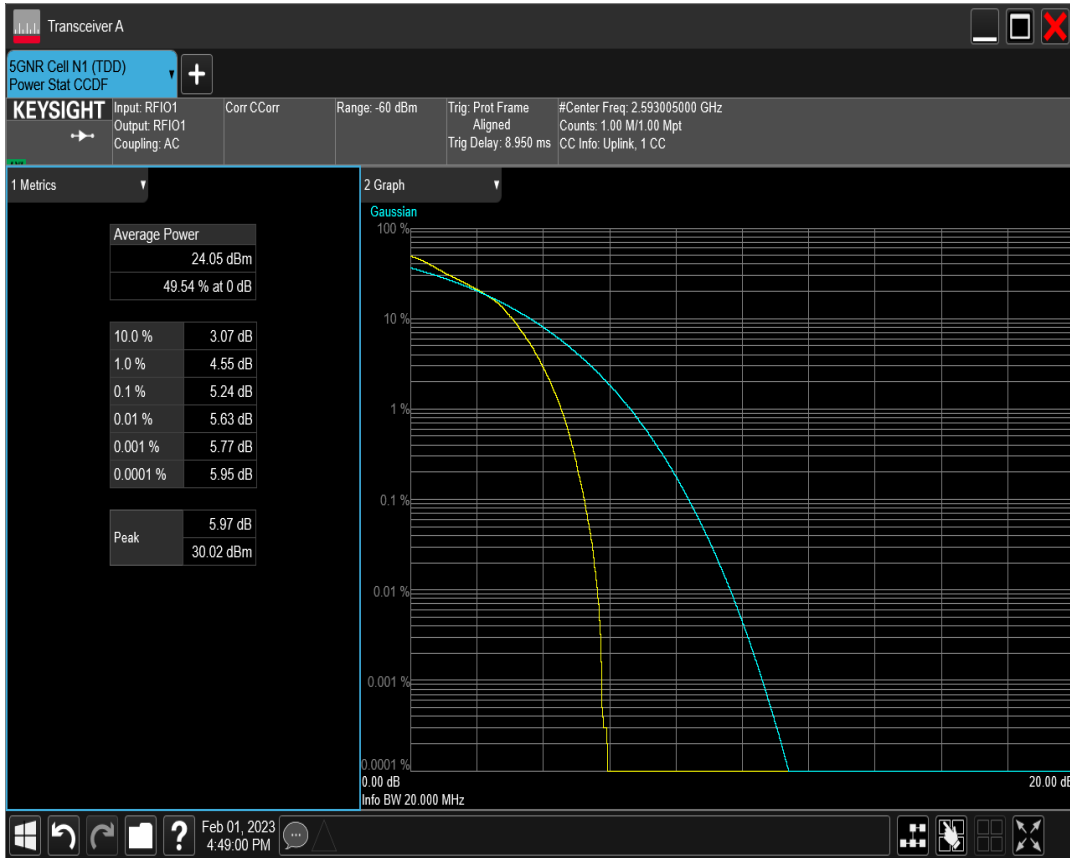 Transceiver A
5GNR Cell N1 (TDD)
Power Stat CCDF
KEYSIGHT
Input: RFIO1
Output: RFIO1
Coupling: AC
Corr CCorr
Range: -60 dBm
Trig: Prot Frame
Aligned
Trig Delay: 8.950 ms
#Center Freq: 2.593005000 GHz
Counts: 1.00 M/1.00 Mpt
CC Info: Uplink, 1 CC
1 Metrics
Average Power
24.05 dBm
49.54 % at 0 dB
10.0 % 3.07 dB
1.0 % 4.55 dB
0.1 % 5.24 dB
0.01 % 5.63 dB
0.001 % 5.77 dB
0.0001 % 5.95 dB
Peak
5.97 dB
30.02 dBm
2 Graph
Gaussian
100 %
10 %
1 %
0.1 %
0.01 %
0.001 %
0.0001 %
0.00 dB 20.00 dB
Info BW 20.000 MHz
Feb 01, 2023
4:49:00 PM